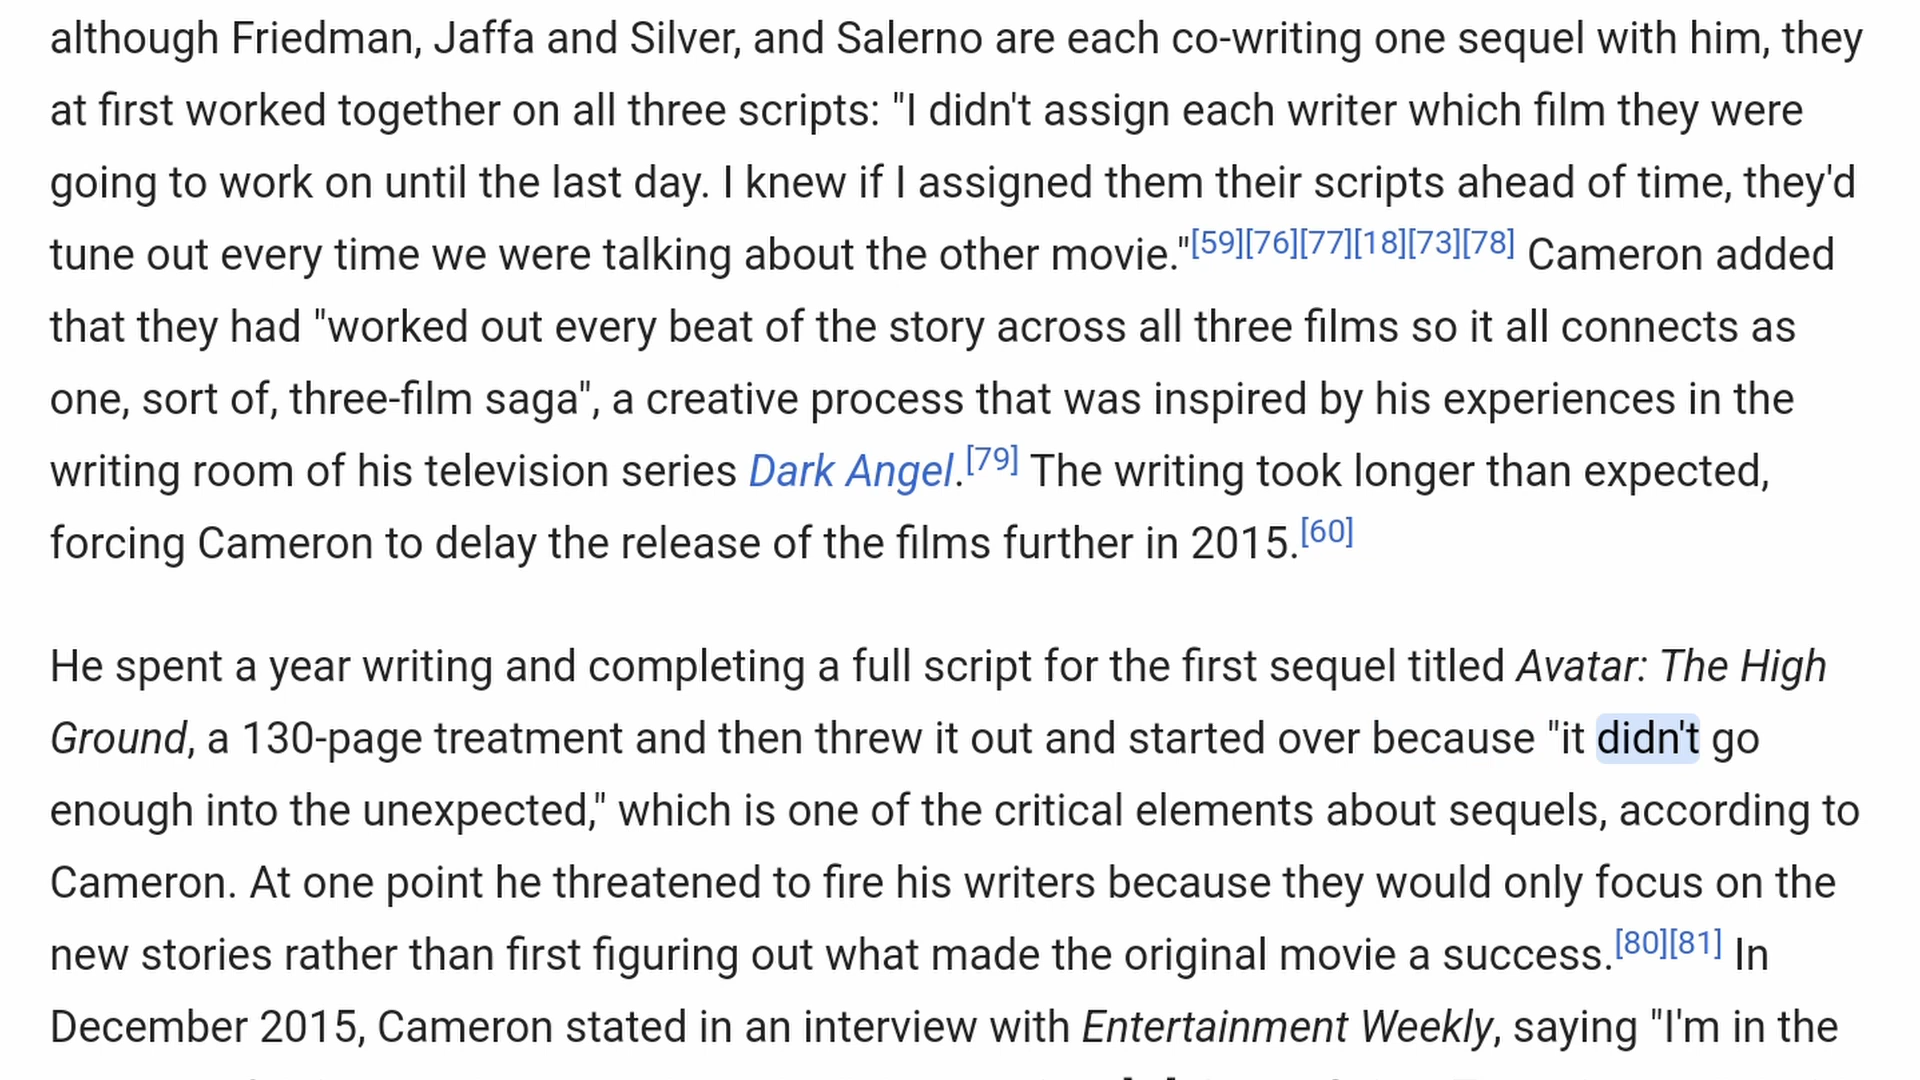 although Friedman, Jaffa and Silver, and Salerno are each co-writing one sequel with him, they
at first worked together on all three scripts: "I didn't assign each writer which film they were
going to work on until the last day. I knew if I assigned them their scripts ahead of time, they'd
tune out every time we were talking about the other movie."[59][76][77][18][73][78] Cameron added
that they had "worked out every beat of the story across all three films so it all connects as
one, sort of, three-film saga", a creative process that was inspired by his experiences in the
writing room of his television series Dark Angel.[79] The writing took longer than expected,
forcing Cameron to delay the release of the films further in 2015.[60]
He spent a year writing and completing a full script for the first sequel titled Avatar: The High
Ground, a 130-page treatment and then threw it out and started over because "it didn't go
enough into the unexpected," which is one of the critical elements about sequels, according to
Cameron. At one point he threatened to fire his writers because they would only focus on the
new stories rather than first figuring out what made the original movie a success.[80][81] In
December 2015, Cameron stated in an interview with Entertainment Weekly, saying "I'm in the